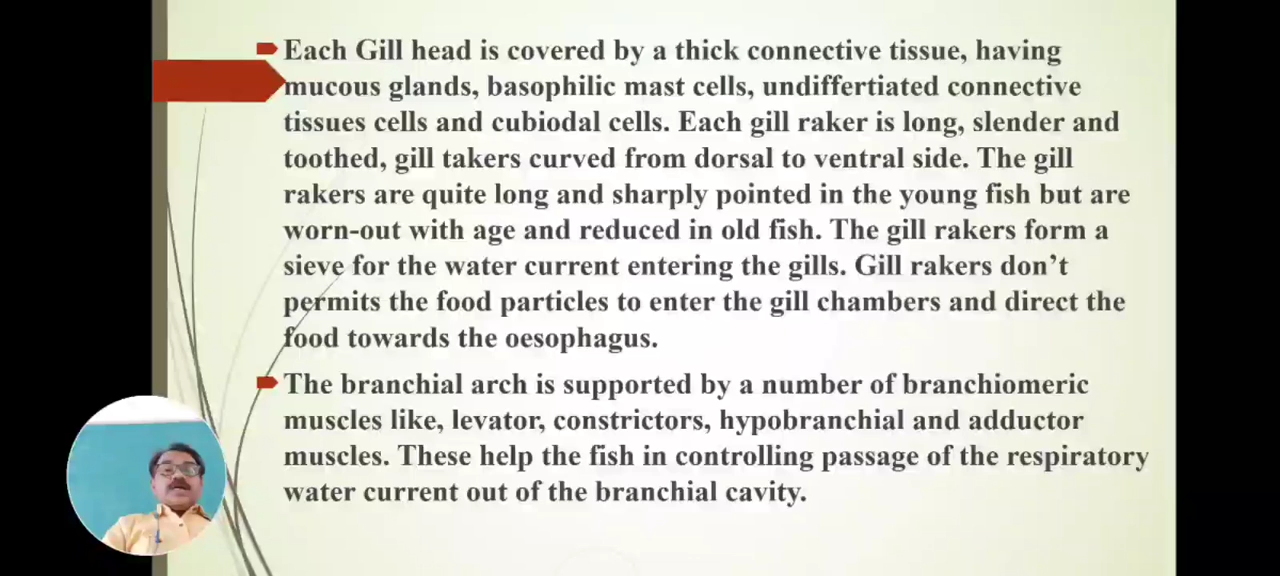 Each Gill head is covered by a thick connective tissue, having
mucous glands, basophilic mast cells, undiffertiated connective
tissues cells and cubiodal cells. Each gill raker is long, slender and
toothed, gill takers curved from dorsal to ventral side. The gill
rakers are quite long and sharply pointed in the young fish but are
worn-out with age and reduced in old fish. The gill rakers form a
sieve for the water current entering the gills. Gill rakers don’t
permits the food particles to enter the gill chambers and direct the
food towards the oesophagus.
The branchial arch is supported by a number of branchiomeric
muscles like, levator, constrictors, hypobranchial and adductor
muscles. These help the fish in controlling passage of the respiratory
water current out of the branchial cavity.